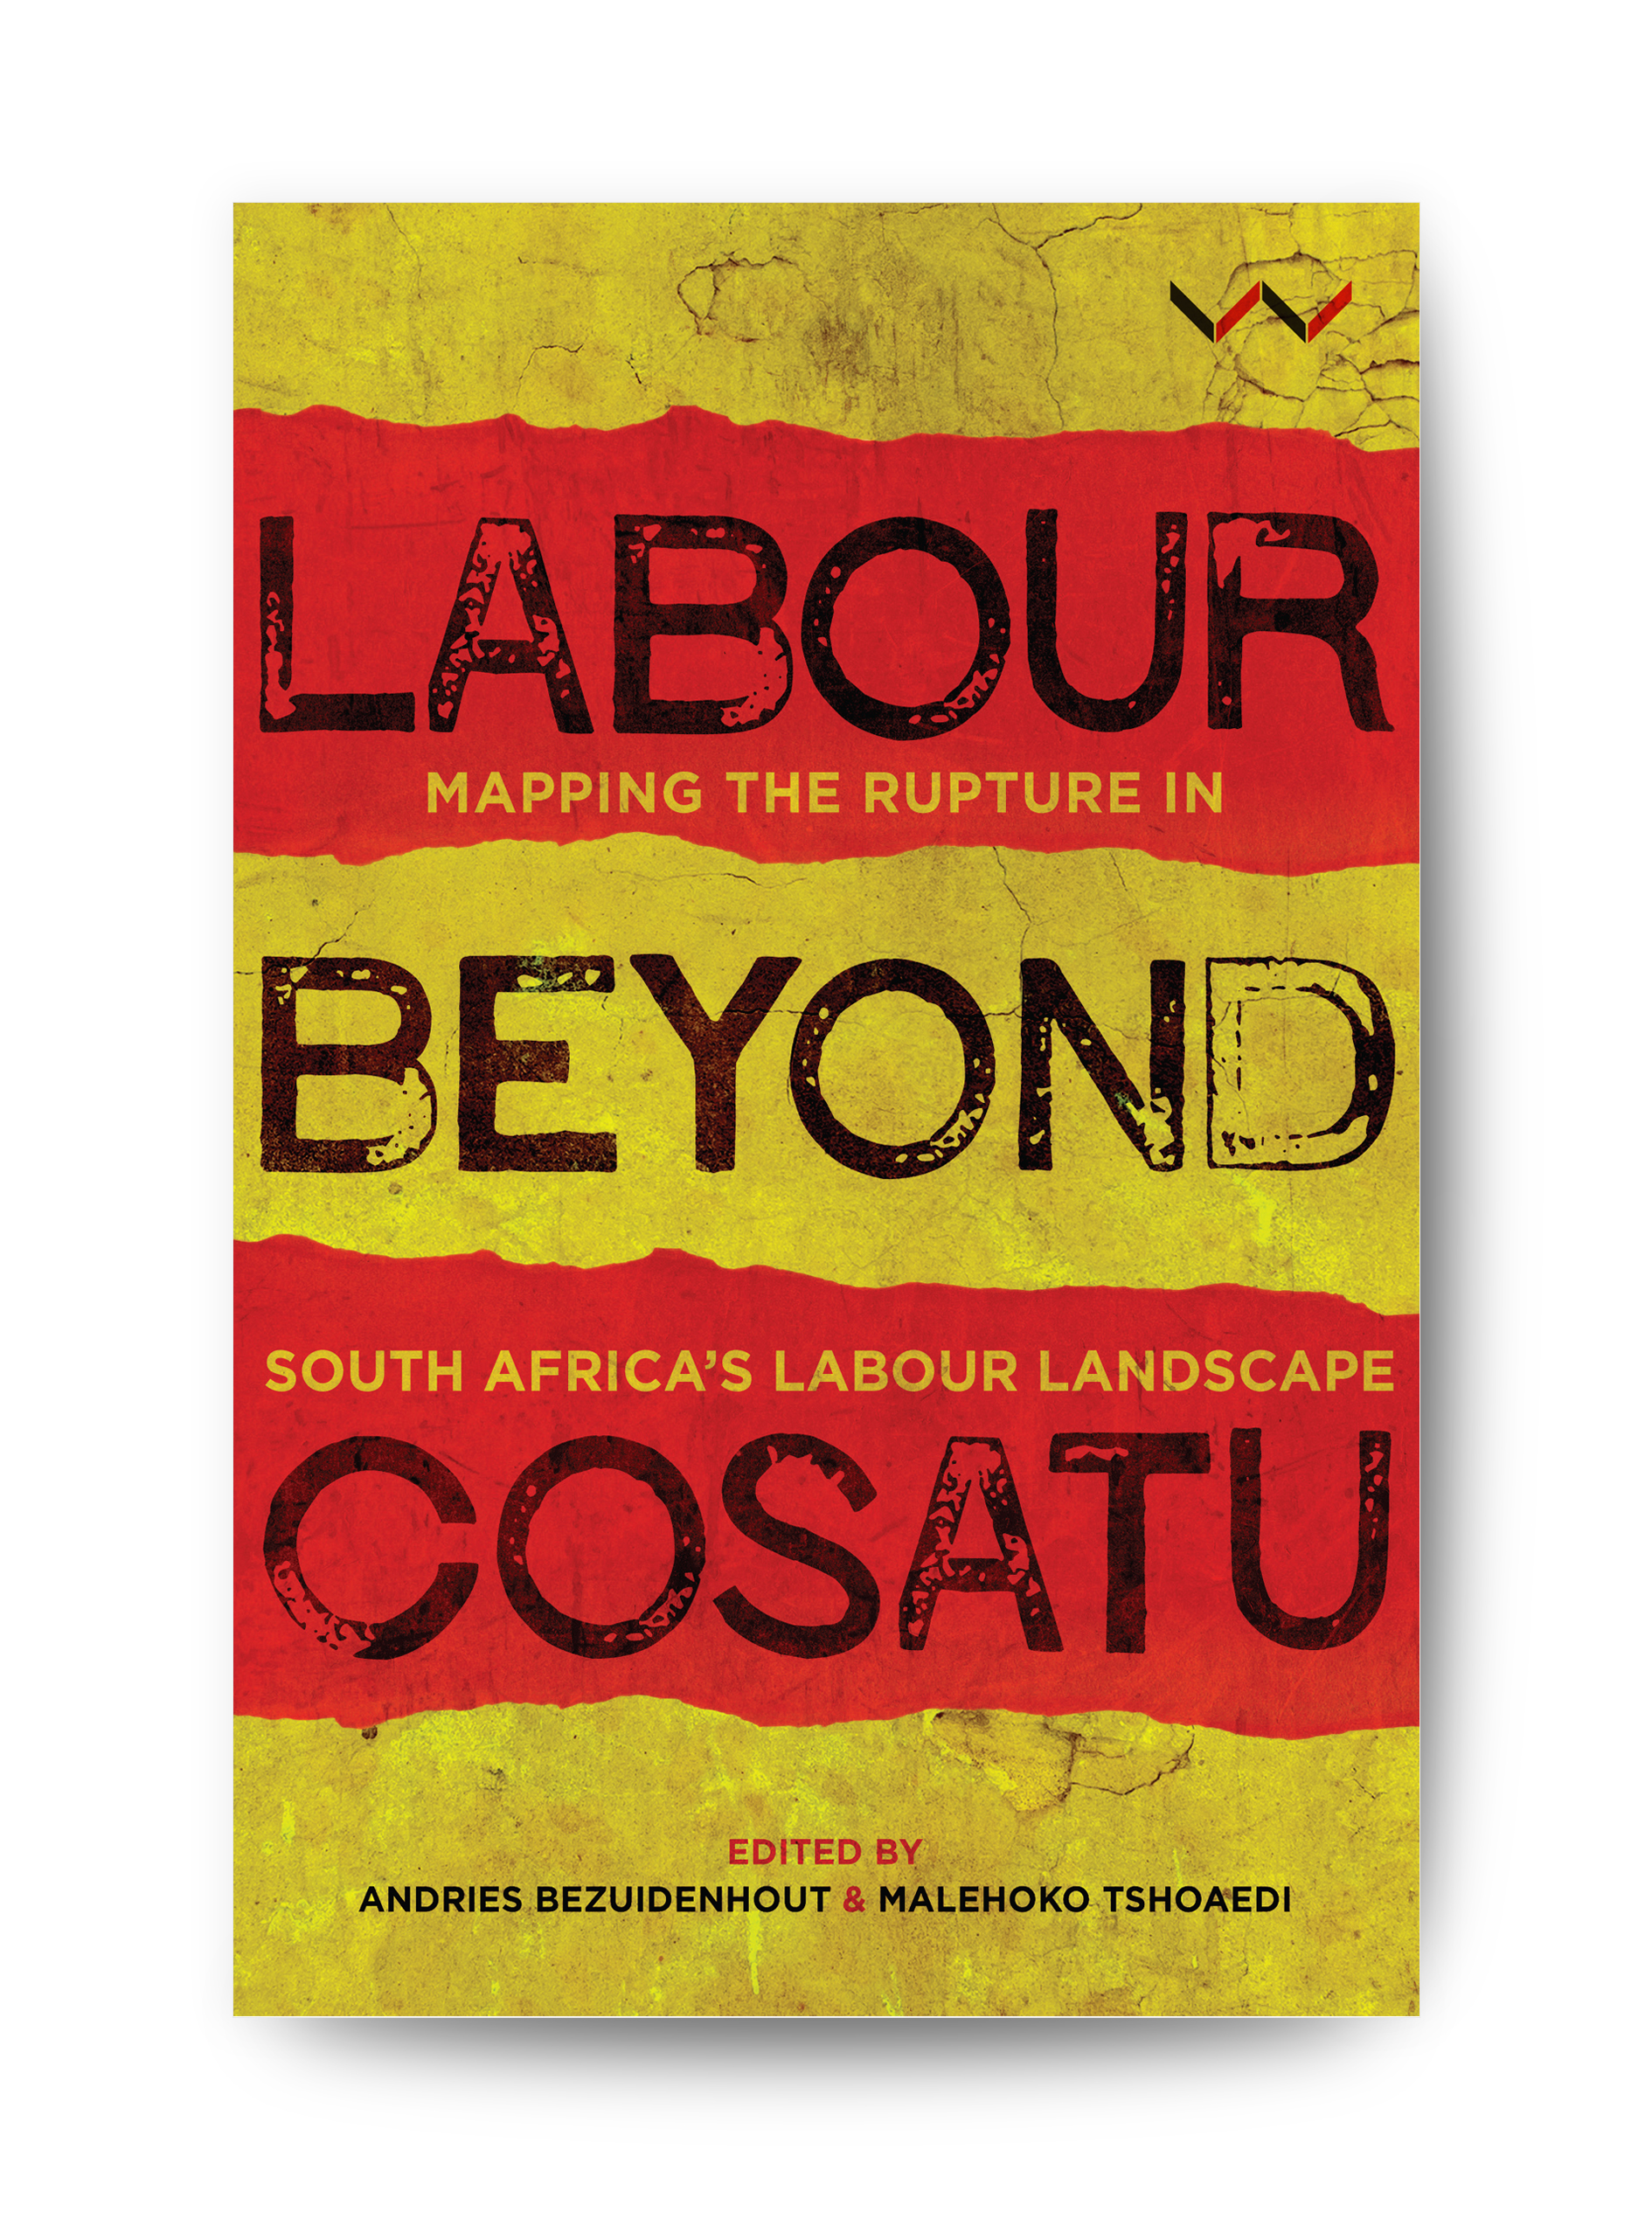 LABOUR
MAPPING THE RUPTURE IN
BEYOND
SOUTH AFRICA'S LABOUR LANDSCAPE
COSATU
EDITED BY
ANDRIES BEZUIDENHOUT & MALEHOKO TSHOAEDI